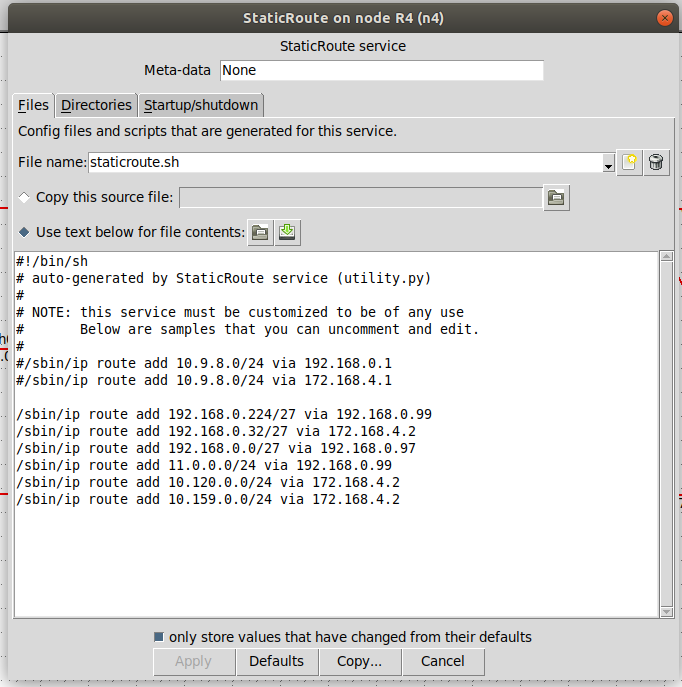 StaticRoute on node R4 (n4)
StaticRoute service
Meta-data None
Files Directories Startup/shutdown
Config files and scripts that are generated for this service.
File name: staticroute.sh
Copy this source file:
Use text below for file contents:
#!/bin/sh
# auto-generated by StaticRoute service (utility.py)
#
# NOTE: this service must be customized to be of any use
#       Below are samples that you can uncomment and edit.
#
#/sbin/ip route add 10.9.8.0/24 via 192.168.0.1
#/sbin/ip route add 10.9.8.0/24 via 172.168.4.1
/sbin/ip route add 192.168.0.224/27 via 192.168.0.99
/sbin/ip route add 192.168.0.32/27 via 172.168.4.2
/sbin/ip route add 192.168.0.0/27 via 192.168.0.97
/sbin/ip route add 11.0.0.0/24 via 192.168.0.99
/sbin/ip route add 10.120.0.0/24 via 172.168.4.2
/sbin/ip route add 10.159.0.0/24 via 172.168.4.2
only store values that have changed from their defaults
Apply Defaults Copy... Cancel